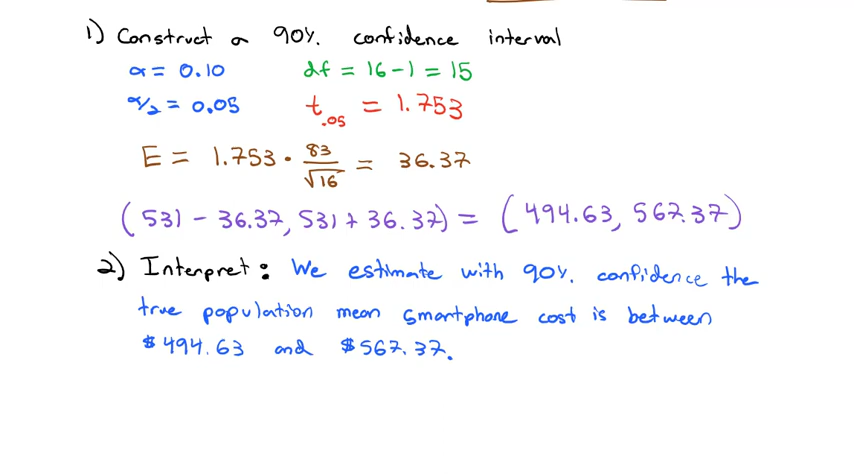 1) Construct a 90% confidence interval
α = 0.10 df = 16-1 = 15
α/2 = 0.05 t.05 = 1.753
E = 1.753 · 83/√16 = 36.37
(531 - 36.37, 531 + 36.37) = (494.63, 567.37)
2) Interpret: We estimate with 90% confidence the
true population mean smartphone cost is between
$494.63 and $567.37.